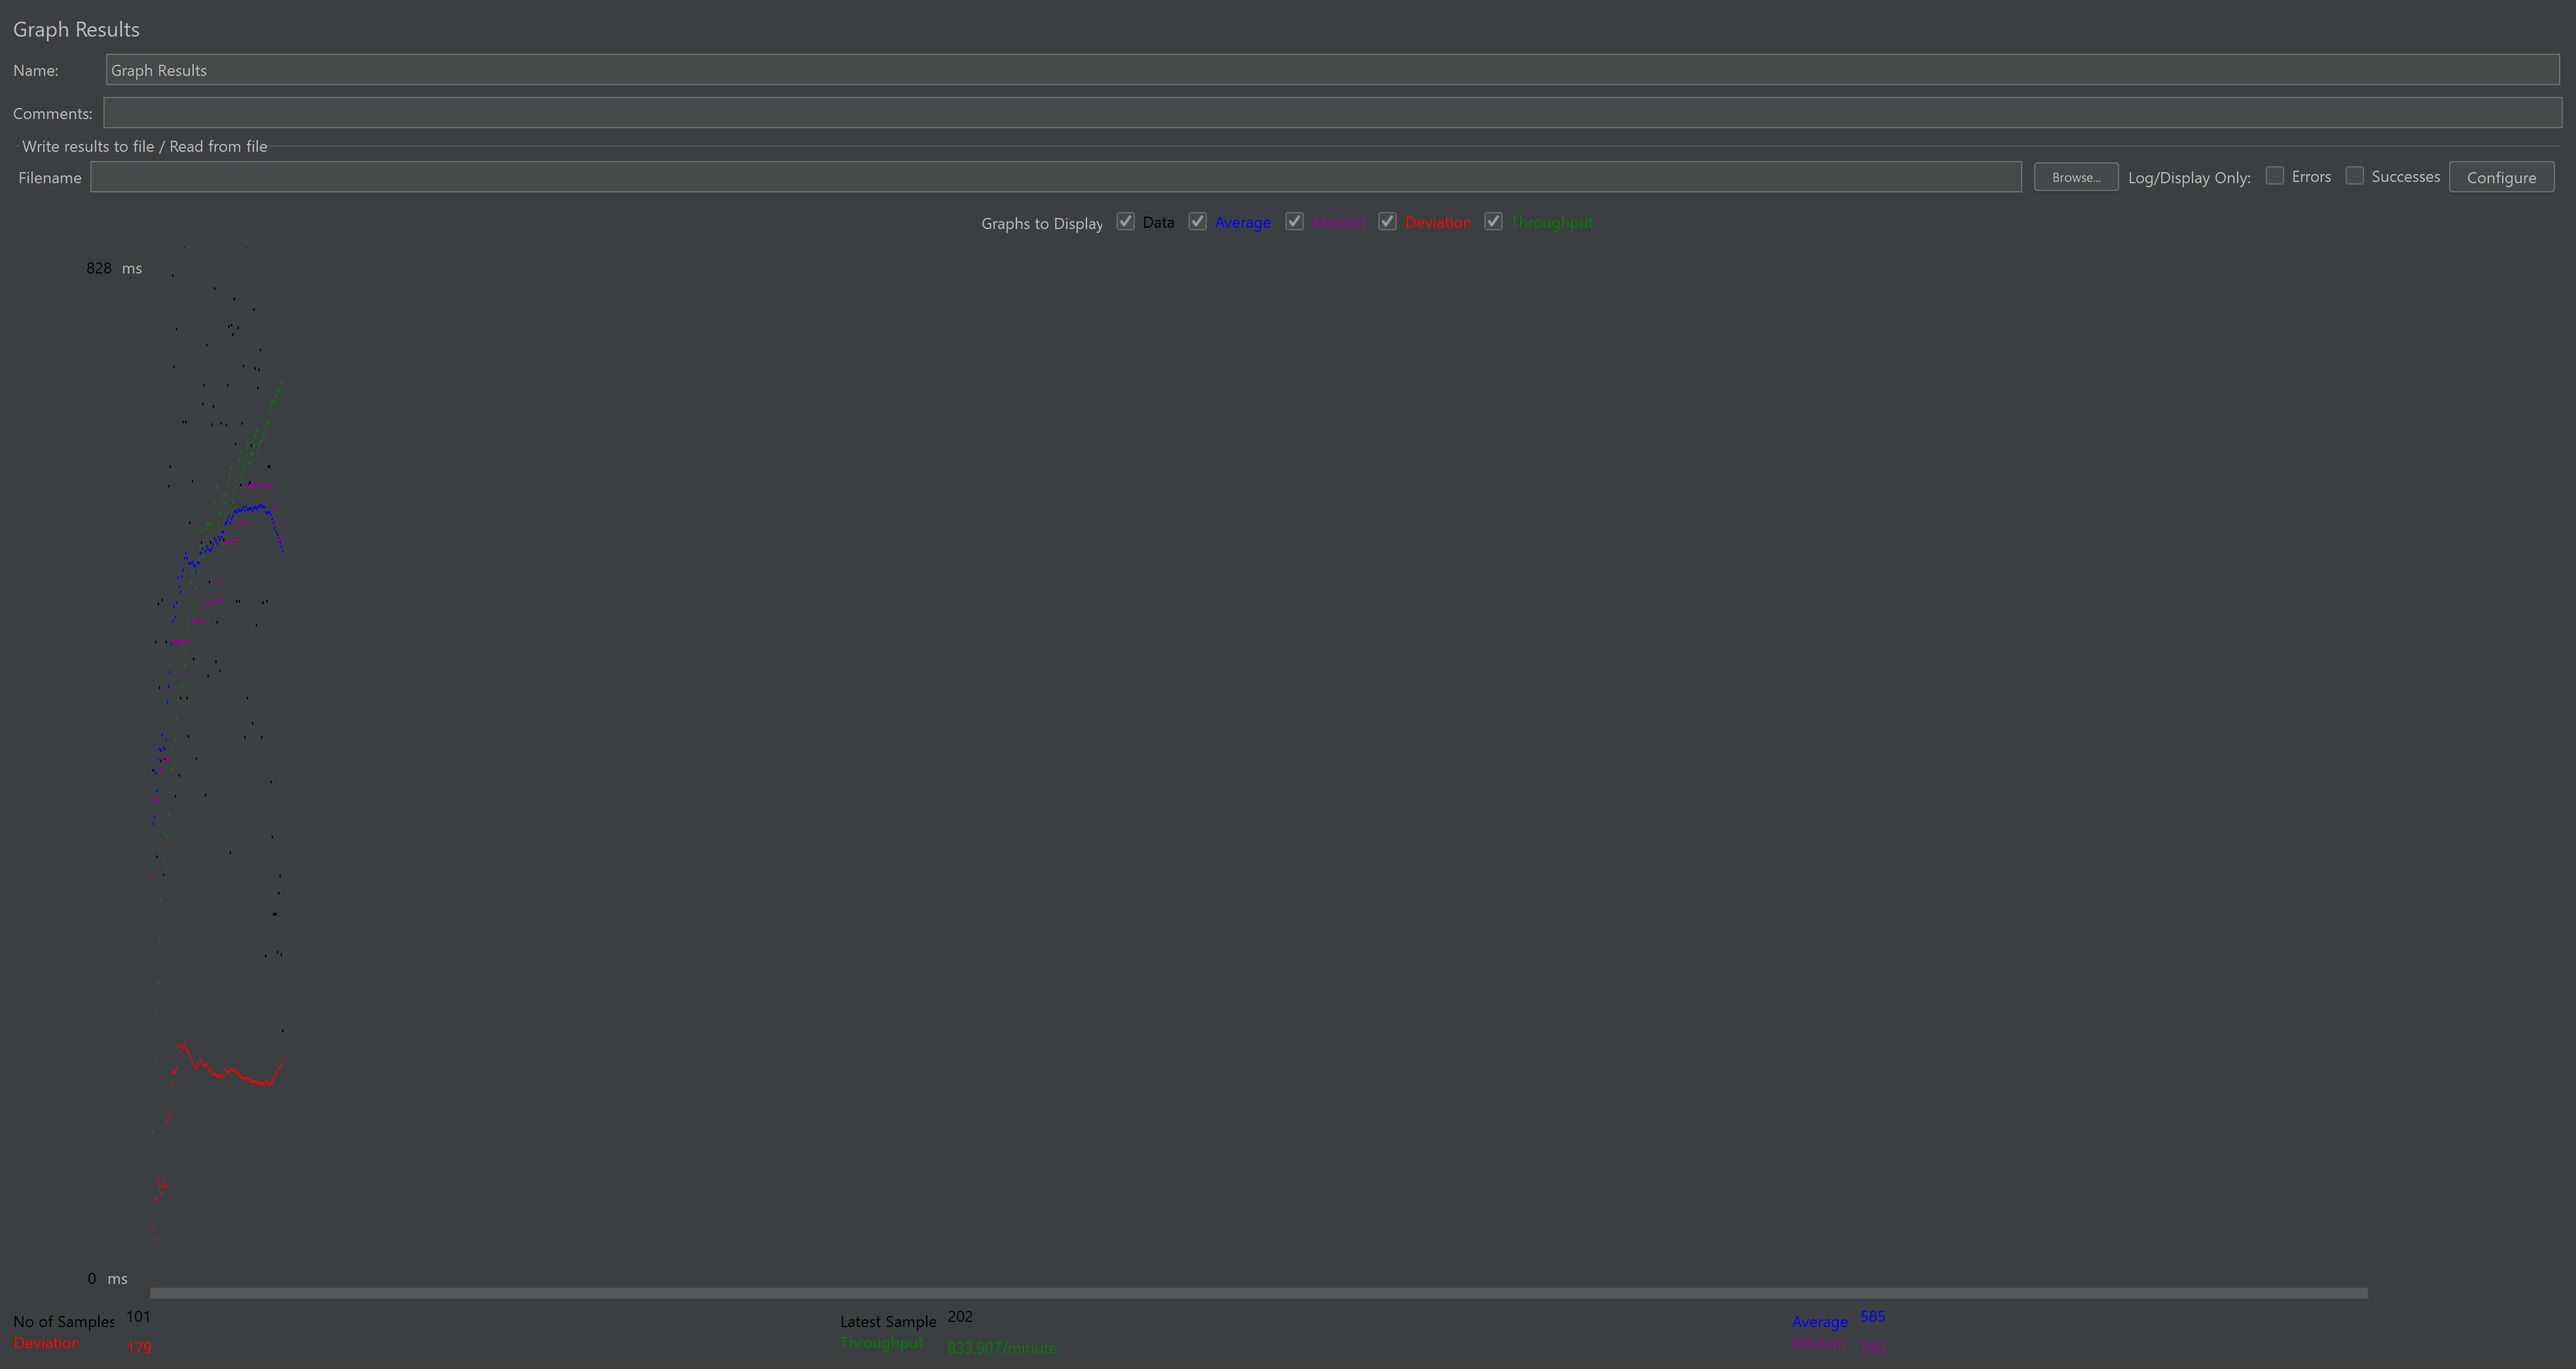 Graph Results
Name: Graph Results
Comments:
Write results to file / Read from file
Filename Browse... Log/Display Only: Errors Successes Configure
Graphs to Display Data Average Median Deviation Throughput
828 ms
0 ms
No of Samples 101 Latest Sample 202 Average 585
Deviation 179 Throughput 833.907/minute Median